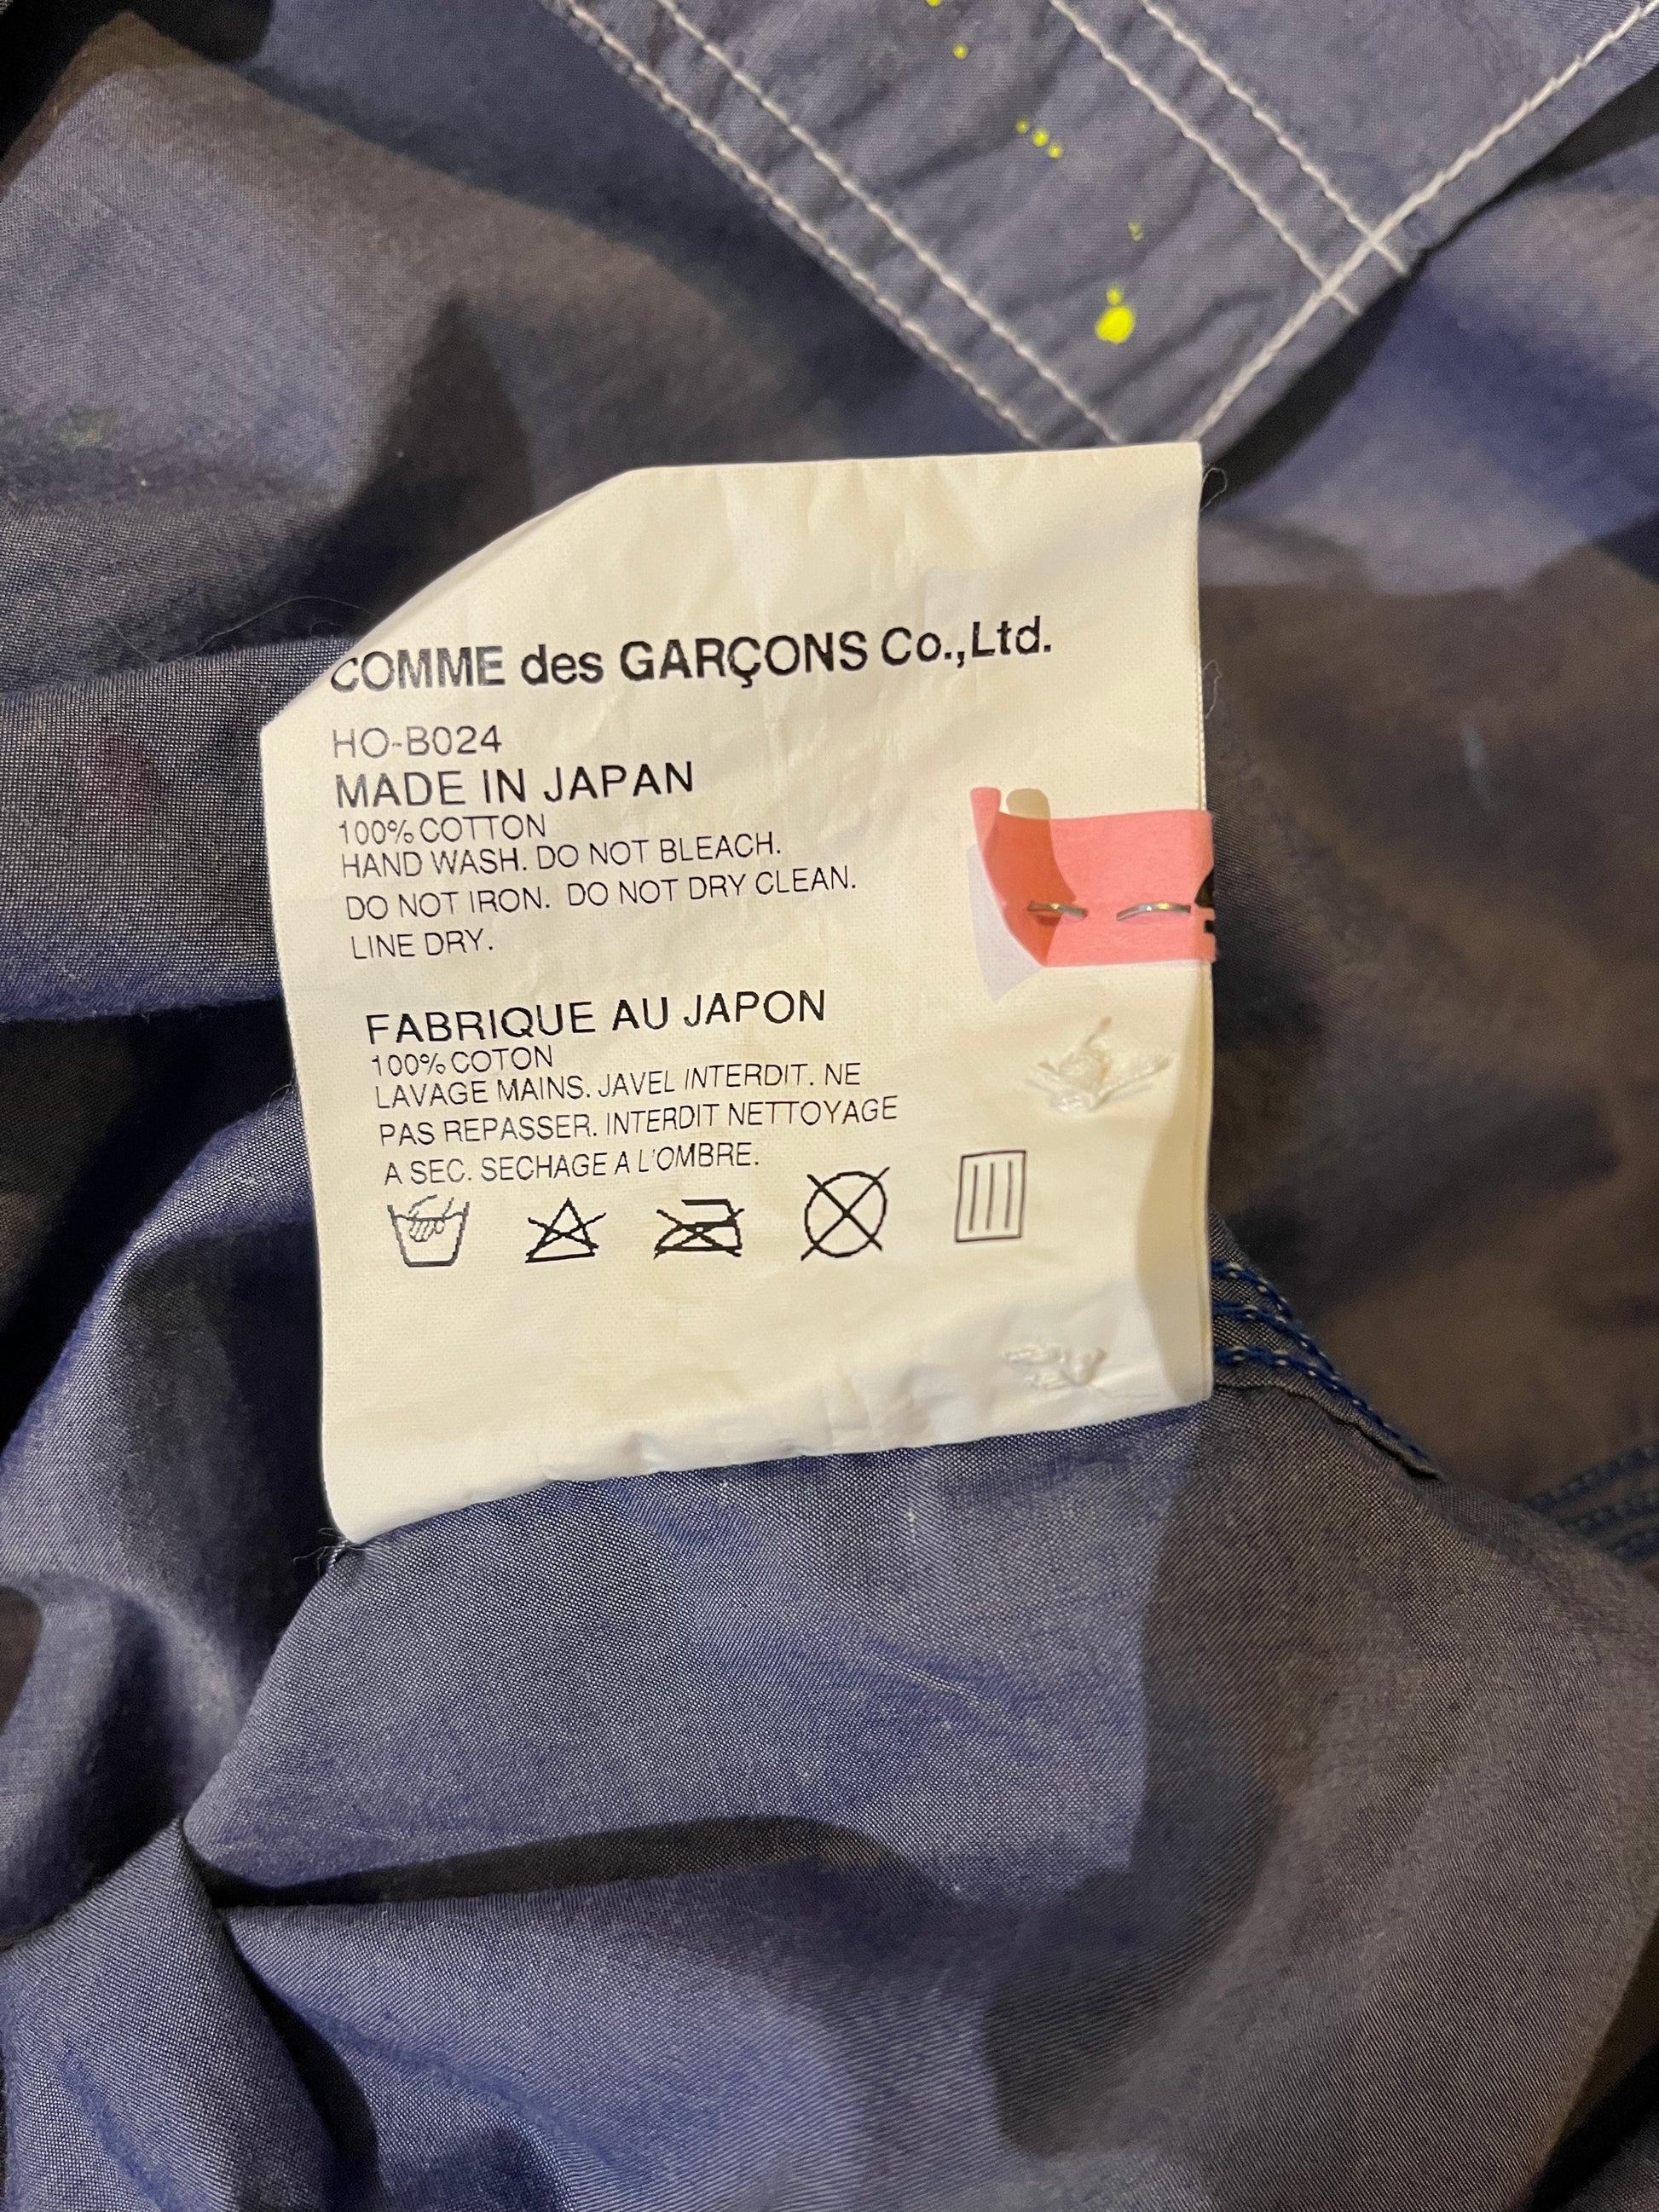 COMME des GARÇONS Co.,Ltd.
HO-B024
MADE IN JAPAN
100% COTTON
HAND WASH. DO NOT BLEACH.
DO NOT IRON. DO NOT DRY CLEAN.
LINE DRY.
FABRIQUE AU JAPON
100% COTON
LAVAGE MAINS. JAVEL INTERDIT. NE
PAS REPASSER. INTERDIT NETTOYAGE
A SEC. SECHAGE A L'OMBRE.